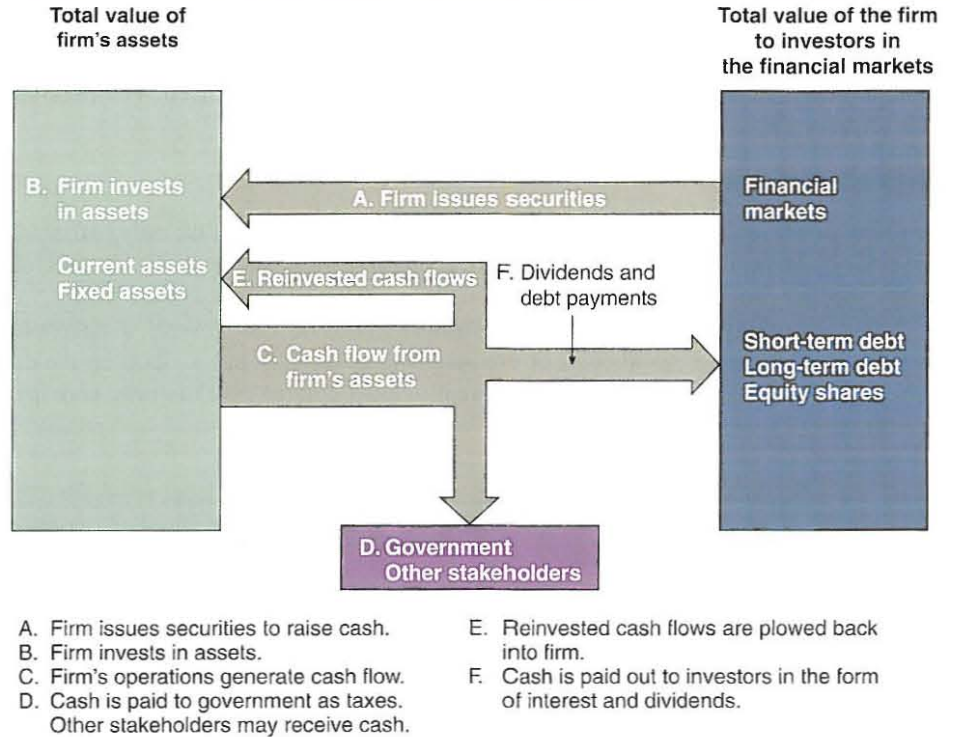 Total value of
firm's assets
Total value of the firm
to investors in
the financial markets
B. Firm invests
in assets
Current assets
Fixed assets
A. Firm issues securities
Financial
markets
E. Reinvested cash flows
F. Dividends and
debt payments
C. Cash flow from
firm's assets
Short-term debt
Long-term debt
Equity shares
D. Government
Other stakeholders
A. Firm issues securities to raise cash.
B. Firm invests in assets.
C. Firm's operations generate cash flow.
D. Cash is paid to government as taxes.
Other stakeholders may receive cash.
E. Reinvested cash flows are plowed back
into firm.
F. Cash is paid out to investors in the form
of interest and dividends.